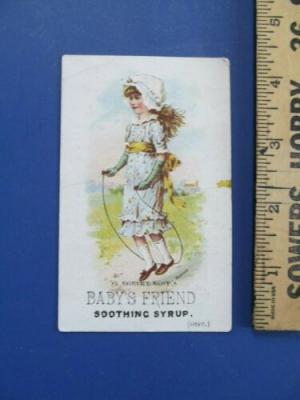 BABY'S FRIEND
SOOTHING SYRUP.
(OVER.)
5
4
3
2
1
SOWERS HOBBY